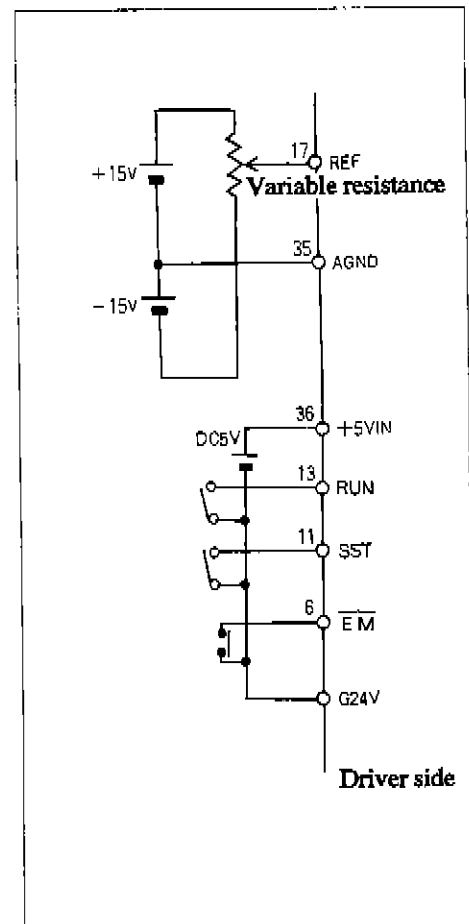 17 REF
+15V
Variable resistance
35 AGND
−15V
36 +5VIN
DC5V
13 RUN
11 SST
6 EM
G24V
Driver side